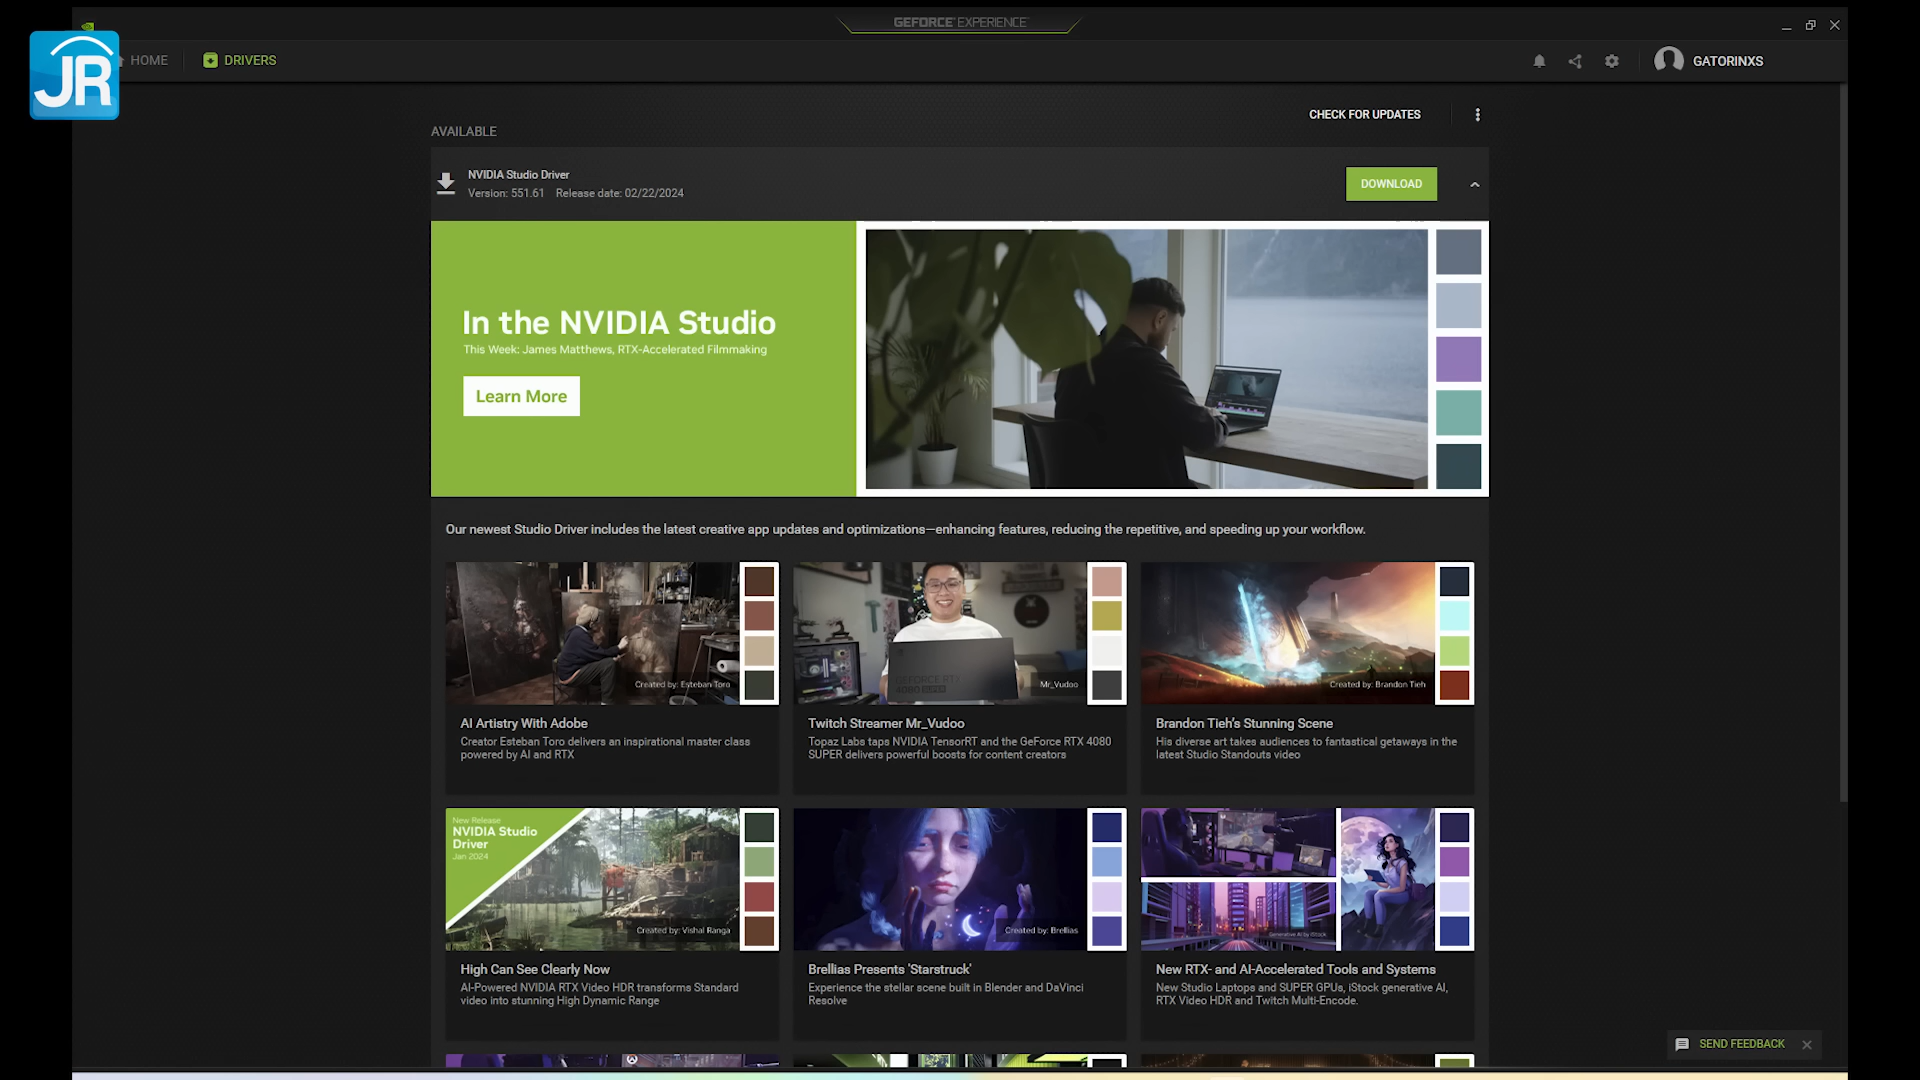 GEFORCE EXPERIENCE
JR
HOME
DRIVERS
GATORINXS
CHECK FOR UPDATES
AVAILABLE
NVIDIA Studio Driver
Version: 551.61 Release date: 02/22/2024
DOWNLOAD
In the NVIDIA Studio
This Week: James Matthews, RTX-Accelerated Filmmaking
Learn More
Our newest Studio Driver includes the latest creative app updates and optimizations—enhancing features, reducing the repetitive, and speeding up your workflow.
Created by: Esteban Toro
GEFORCE RTX
4080 SUPER
Mr_Vudoo
Created by: Brandon Tieh
AI Artistry With Adobe
Creator Esteban Toro delivers an inspirational master class
powered by AI and RTX
Twitch Streamer Mr_Vudoo
Topaz Labs taps NVIDIA TensorRT and the GeForce RTX 4080
SUPER delivers powerful boosts for content creators
Brandon Tieh’s Stunning Scene
His diverse art takes audiences to fantastical getaways in the
latest Studio Standouts video
New Release
NVIDIA Studio
Driver
Jan 2024
Created by: Vishal Ranga
Created by: Brellias
Generative AI by iStock
High Can See Clearly Now
AI-Powered NVIDIA RTX Video HDR transforms Standard
video into stunning High Dynamic Range
Brellias Presents 'Starstruck'
Experience the stellar scene built in Blender and DaVinci
Resolve
New RTX- and AI-Accelerated Tools and Systems
New Studio Laptops and SUPER GPUs, iStock generative AI,
RTX Video HDR and Twitch Multi-Encode.
SEND FEEDBACK